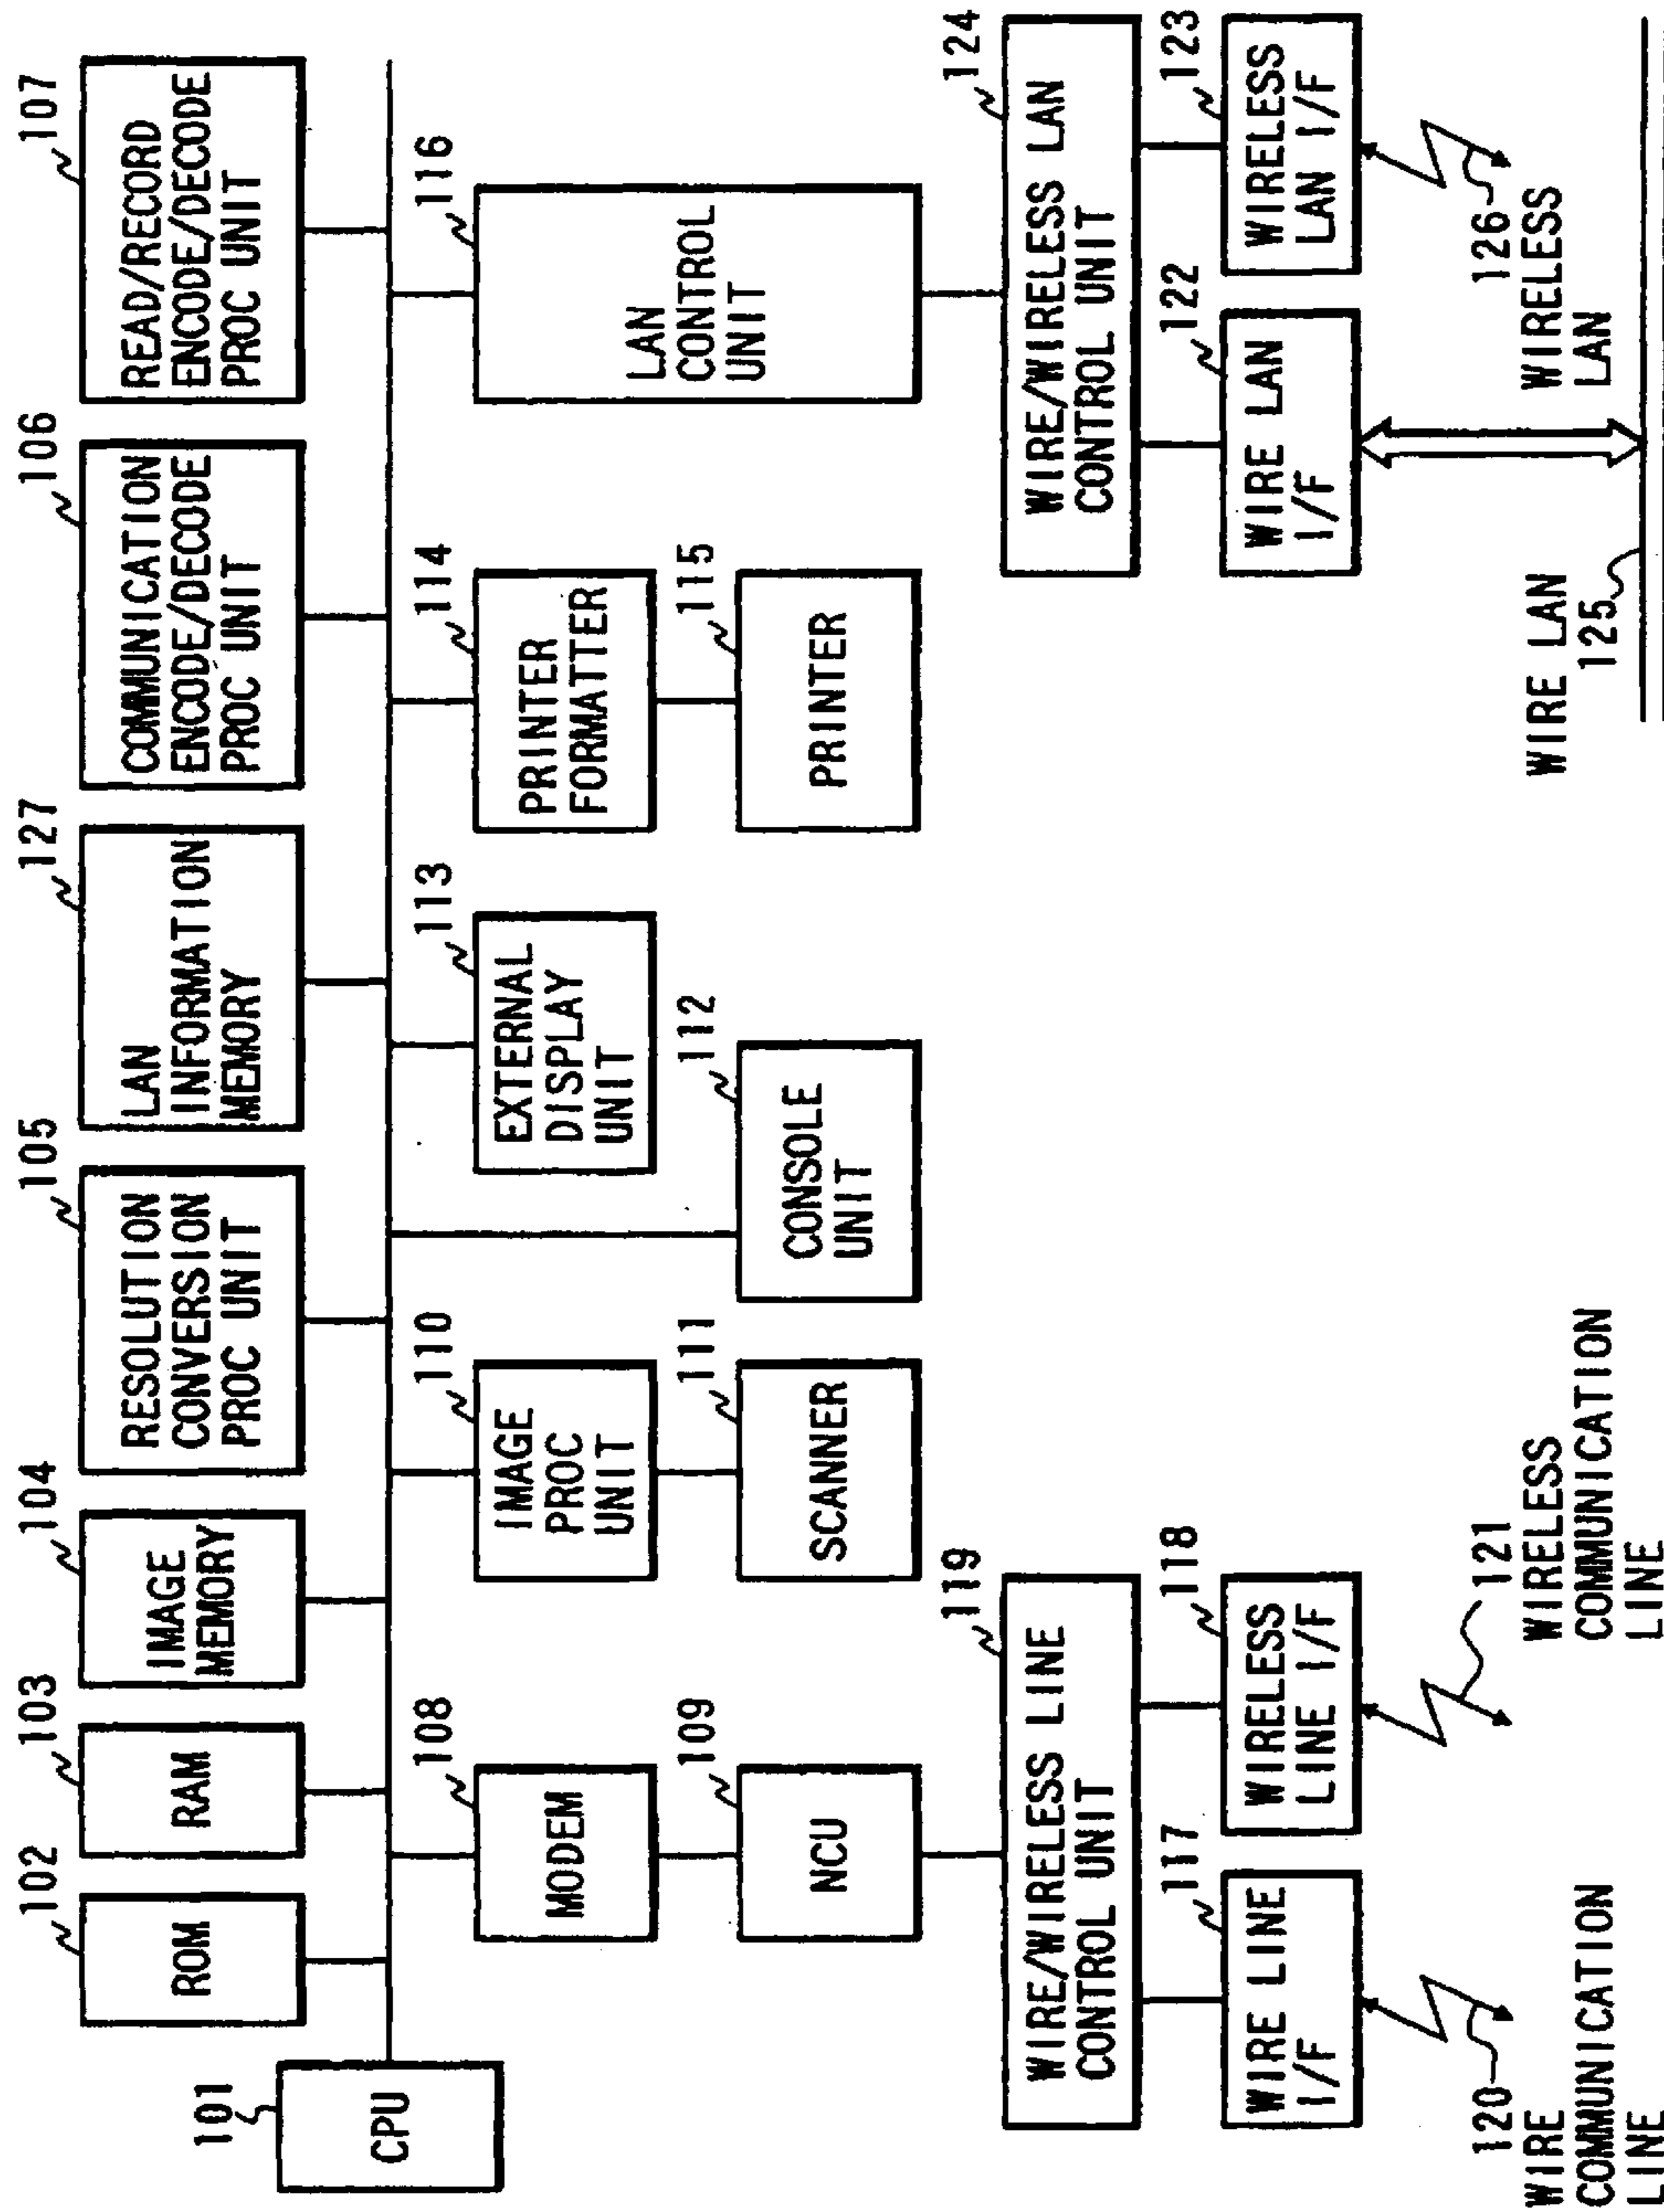 101
CPU
102
ROM
103
RAM
104
IMAGE
MEMORY
105
RESOLUTION
CONVERSION
PROC UNIT
127
LAN
INFORMATION
MEMORY
106
COMMUNICATION
ENCODE/DECODE
PROC UNIT
107
READ/RECORD
ENCODE/DECODE
PROC UNIT
108
MODEM
109
NCU
110
IMAGE
PROC
UNIT
111
SCANNER
112
CONSOLE
UNIT
113
EXTERNAL
DISPLAY
UNIT
114
PRINTER
FORMATTER
115
PRINTER
116
LAN
CONTROL
UNIT
119
WIRE/WIRELESS LINE
CONTROL UNIT
117
WIRE LINE
I/F
118
WIRELESS
LINE I/F
120
WIRE
COMMUNICATION
LINE
121
WIRELESS
COMMUNICATION
LINE
124
WIRE/WIRELESS LAN
CONTROL UNIT
122
WIRE LAN
I/F
123
WIRELESS
LAN I/F
WIRE LAN
125
126
WIRELESS
LAN